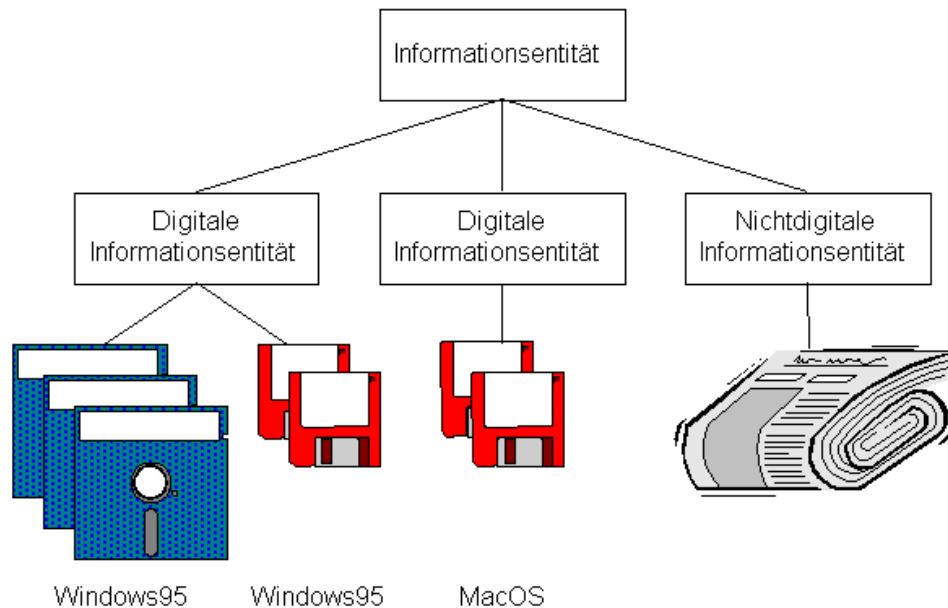 Informationsentität
Digitale
Informationsentität
Digitale
Informationsentität
Nichtdigitale
Informationsentität
Windows95
Windows95
MacOS